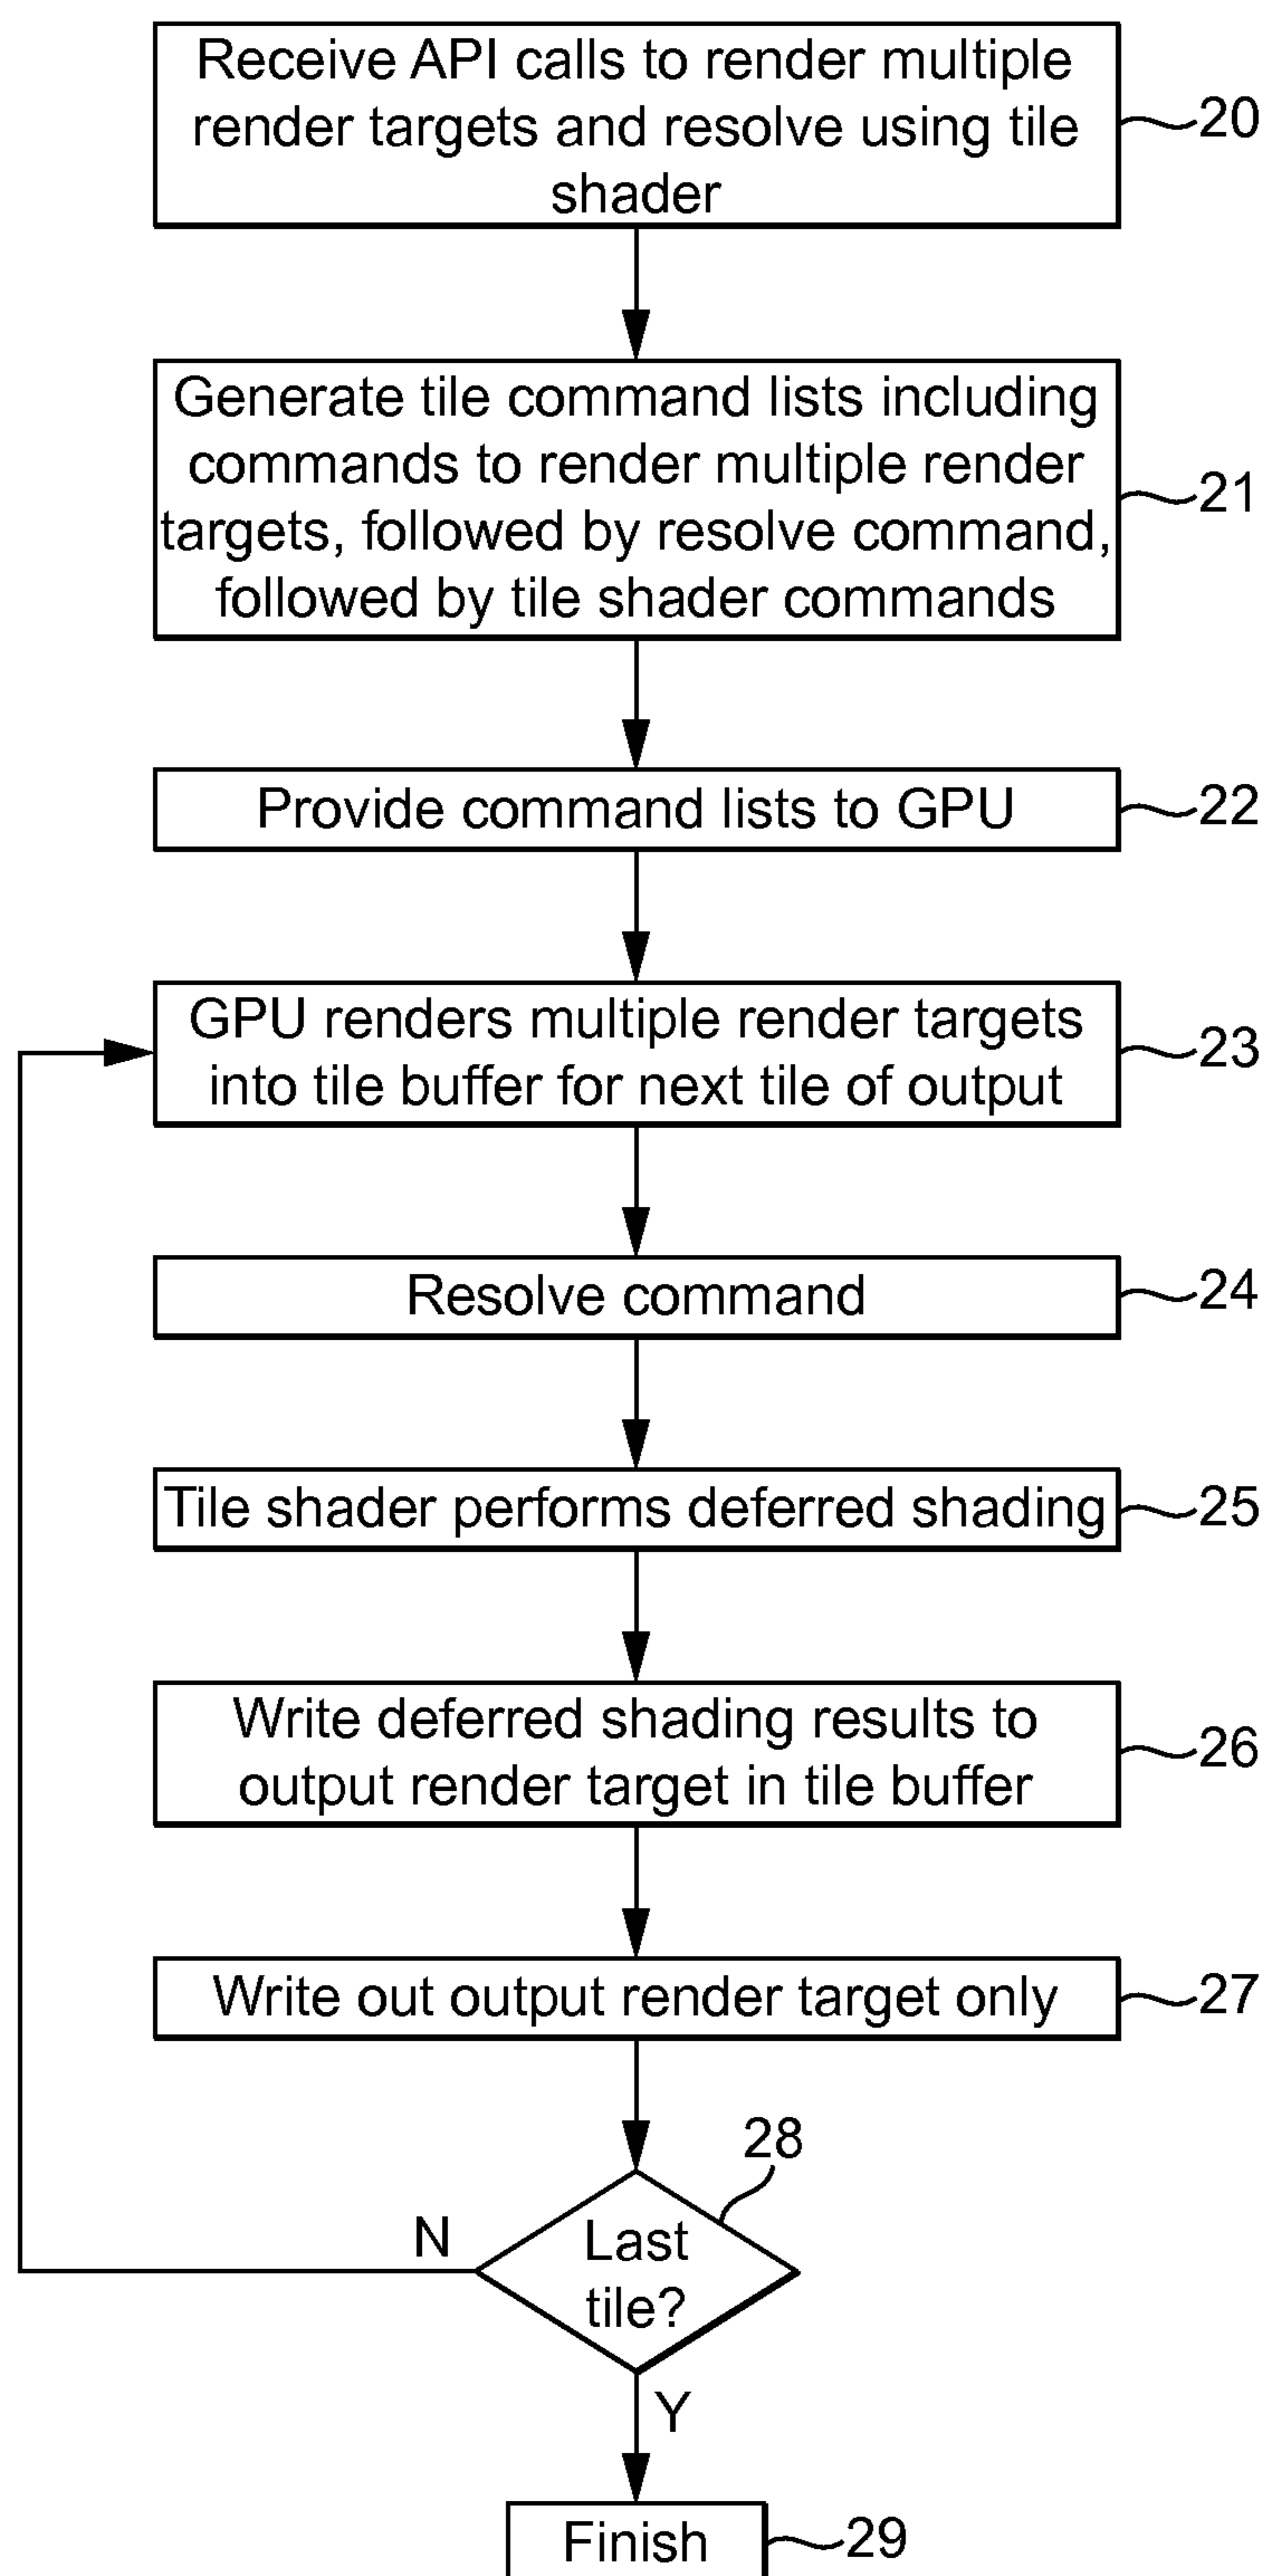 Receive API calls to render multiple
render targets and resolve using tile
shader
20
Generate tile command lists including
commands to render multiple render
targets, followed by resolve command,
followed by tile shader commands
21
Provide command lists to GPU
22
GPU renders multiple render targets
into tile buffer for next tile of output
23
Resolve command
24
Tile shader performs deferred shading
25
Write deferred shading results to
output render target in tile buffer
26
Write out output render target only
27
28
Last
tile?
N
Y
Finish
29